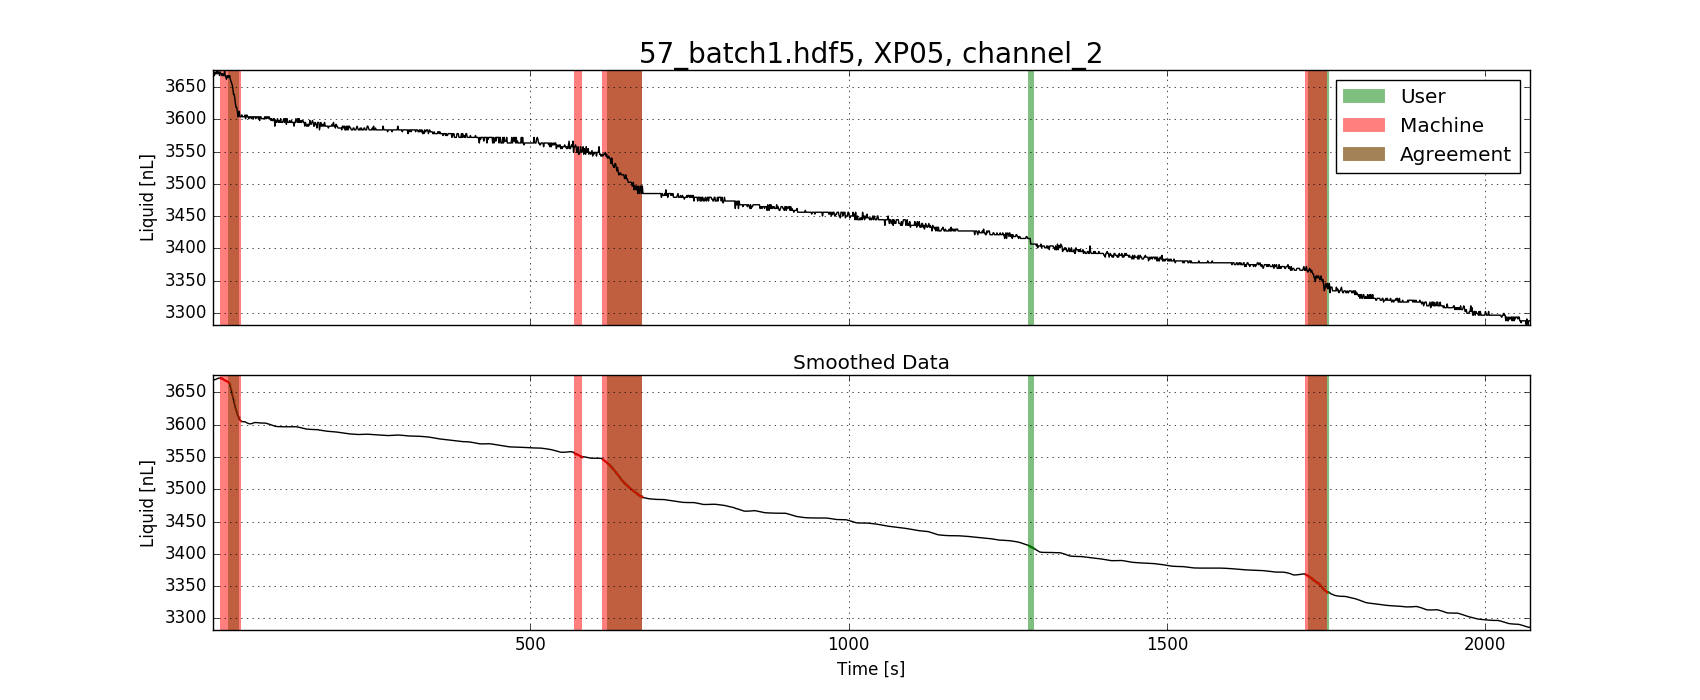 57_batch1.hdf5, XP05, channel_2
3650
3600
3550
3500
3450
3400
3350
3300
Liquid [nL]
User
Machine
Agreement
Smoothed Data
3650
3600
3550
3500
3450
3400
3350
3300
Liquid [nL]
500 1000 1500 2000
Time [s]